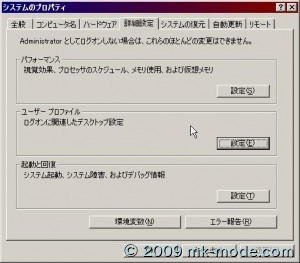 システムのプロパティ
全般 コンピュータ名 ハードウェア 詳細設定 システムの復元 自動更新 リモート
Administrator としてログオンしない場合は、これらのほとんどの変更はできません。
パフォーマンス
視覚効果、プロセッサのスケジュール、メモリ使用、および仮想メモリ
設定(S)
ユーザー プロファイル
ログオンに関連したデスクトップ設定
設定(E)
起動と回復
システム起動、システム障害、およびデバッグ情報
設定(T)
環境変数(N) エラー報告(R)
© 2009 mk-mode.com